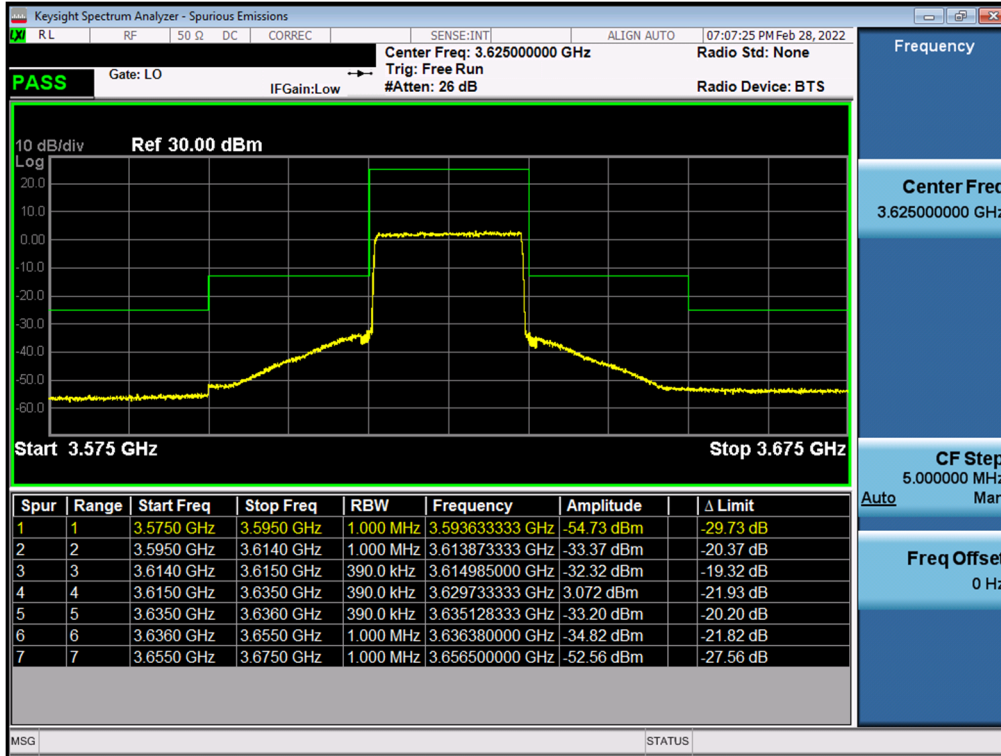 Keysight Spectrum Analyzer - Spurious Emissions
LXI RL RF 50 Ω DC CORREC SENSE:INT ALIGN AUTO 07:07:25 PM Feb 28, 2022
Center Freq: 3.625000000 GHz Radio Std: None
Gate: LO Trig: Free Run
PASS IFGain:Low #Atten: 26 dB Radio Device: BTS
10 dB/div Ref 30.00 dBm
Log
20.0
10.0
0.00
-10.0
-20.0
-30.0
-40.0
-50.0
-60.0
Start 3.575 GHz Stop 3.675 GHz
Spur Range Start Freq Stop Freq RBW Frequency Amplitude Δ Limit
1 1 3.5750 GHz 3.5950 GHz 1.000 MHz 3.593633333 GHz -54.73 dBm -29.73 dB
2 2 3.5950 GHz 3.6140 GHz 1.000 MHz 3.613873333 GHz -33.37 dBm -20.37 dB
3 3 3.6140 GHz 3.6150 GHz 390.0 kHz 3.614985000 GHz -32.32 dBm -19.32 dB
4 4 3.6150 GHz 3.6350 GHz 390.0 kHz 3.629733333 GHz 3.072 dBm -21.93 dB
5 5 3.6350 GHz 3.6360 GHz 390.0 kHz 3.635128333 GHz -33.20 dBm -20.20 dB
6 6 3.6360 GHz 3.6550 GHz 1.000 MHz 3.636380000 GHz -34.82 dBm -21.82 dB
7 7 3.6550 GHz 3.6750 GHz 1.000 MHz 3.656500000 GHz -52.56 dBm -27.56 dB
MSG STATUS
Frequency
Center Freq
3.625000000 GHz
CF Step
5.000000 MHz
Auto Man
Freq Offset
0 Hz